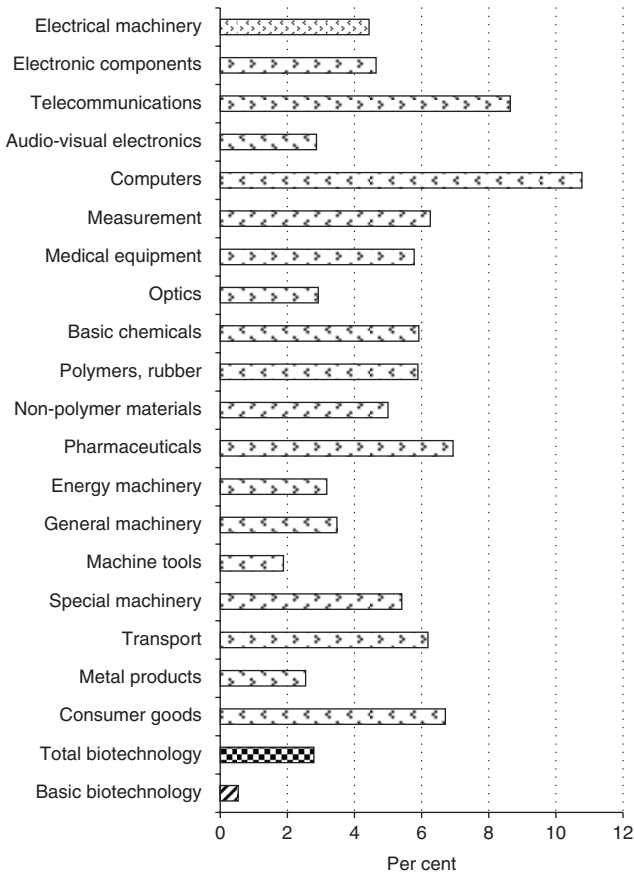 Electrical machinery
Electronic components
Telecommunications
Audio-visual electronics
Computers
Measurement
Medical equipment
Optics
Basic chemicals
Polymers, rubber
Non-polymer materials
Pharmaceuticals
Energy machinery
General machinery
Machine tools
Special machinery
Transport
Metal products
Consumer goods
Total biotechnology
Basic biotechnology
0 2 4 6 8 10 12
Per cent